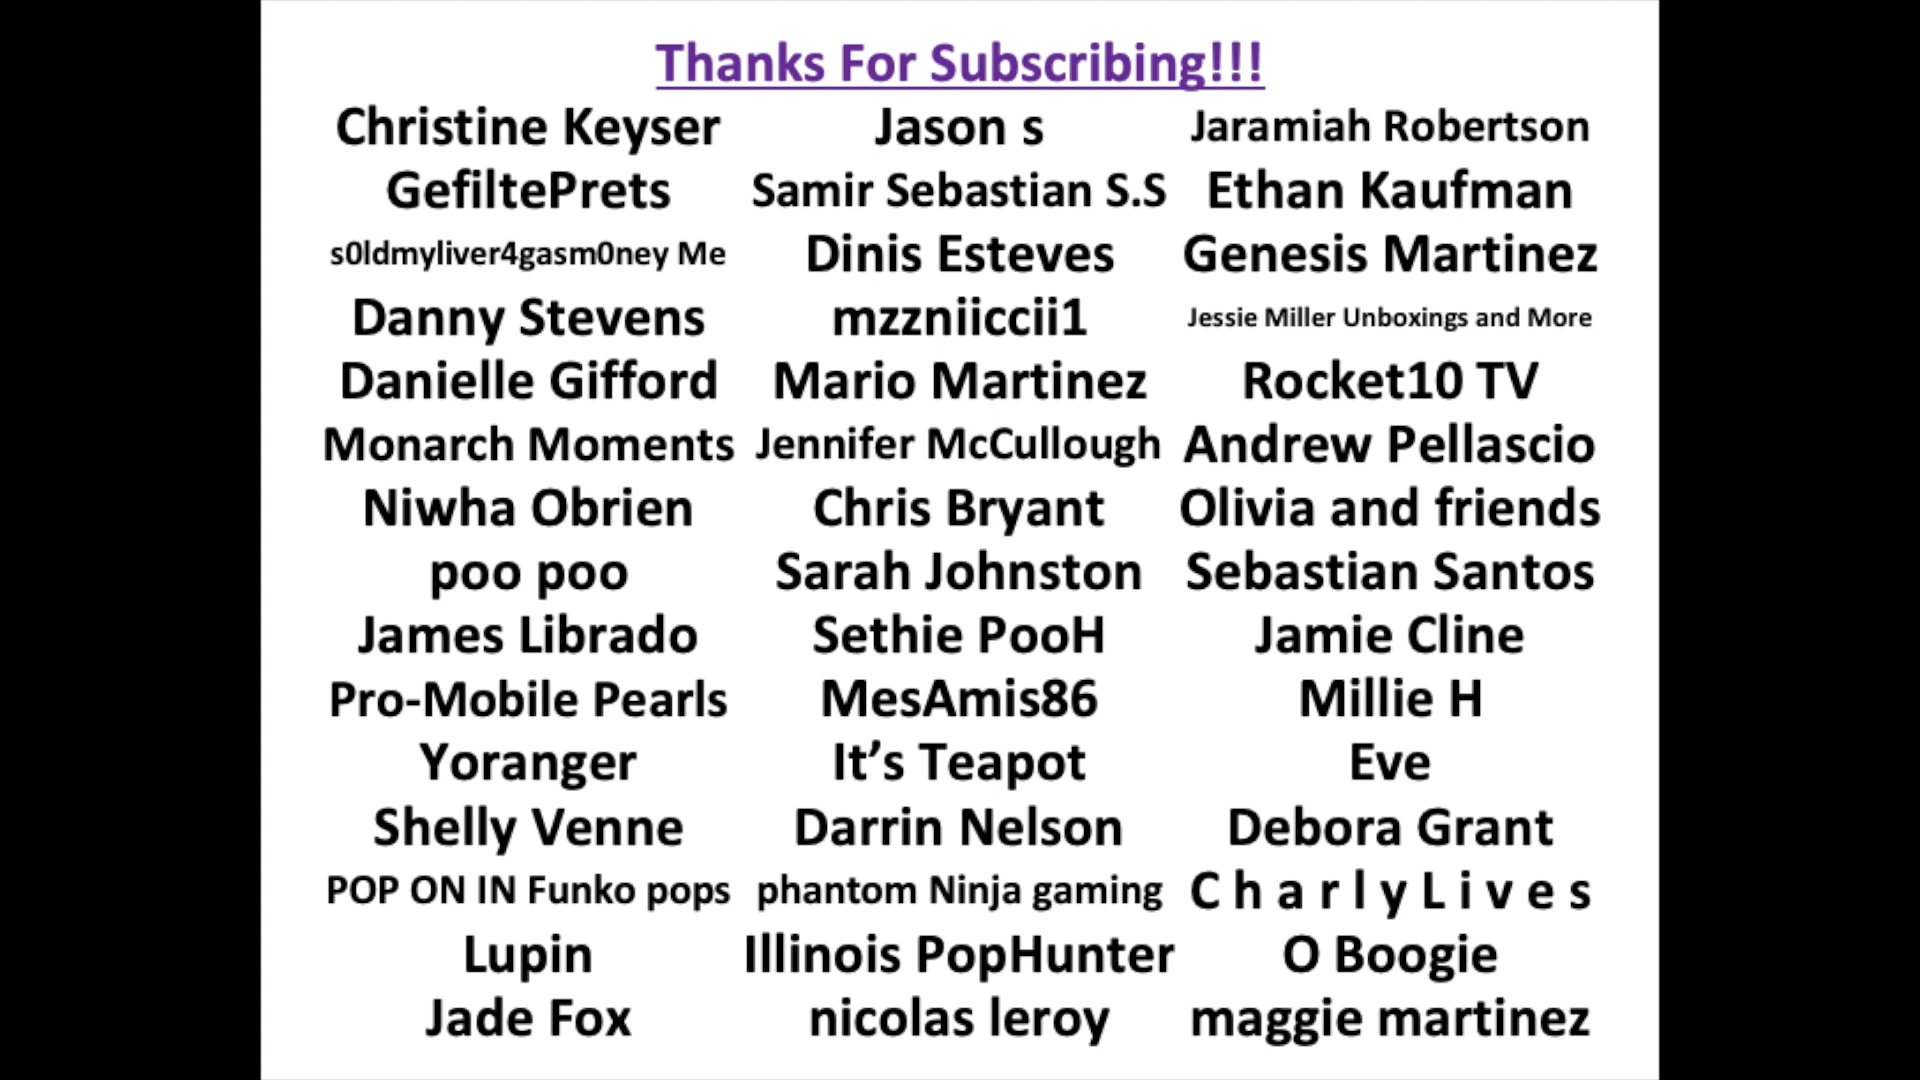 Thanks For Subscribing!!!
Christine Keyser Jason s Jaramiah Robertson
GefiltePrets Samir Sebastian S.S Ethan Kaufman
s0ldmyliver4gasm0ney Me Dinis Esteves Genesis Martinez
Danny Stevens mzzniiccii1 Jessie Miller Unboxings and More
Danielle Gifford Mario Martinez Rocket10 TV
Monarch Moments Jennifer McCullough Andrew Pellascio
Niwha Obrien Chris Bryant Olivia and friends
poo poo Sarah Johnston Sebastian Santos
James Librado Sethie PooH Jamie Cline
Pro-Mobile Pearls MesAmis86 Millie H
Yoranger It’s Teapot Eve
Shelly Venne Darrin Nelson Debora Grant
POP ON IN Funko pops phantom Ninja gaming C h a r l y L i v e s
Lupin Illinois PopHunter O Boogie
Jade Fox nicolas leroy maggie martinez